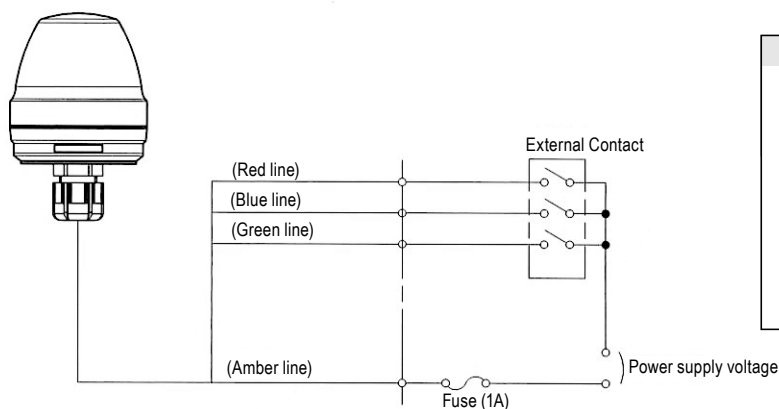 External Contact
(Red line)
(Blue line)
(Green line)
(Amber line)
Fuse (1A)
Power supply voltage